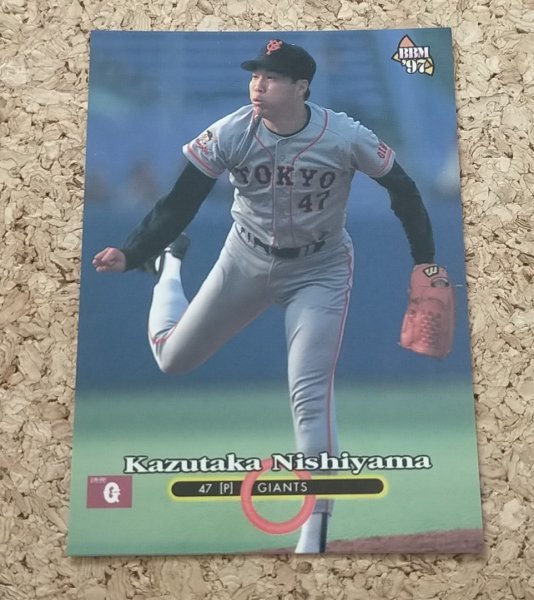 BBM
'97
TOKYO
47
Kazutaka Nishiyama
47 [P] GIANTS
G